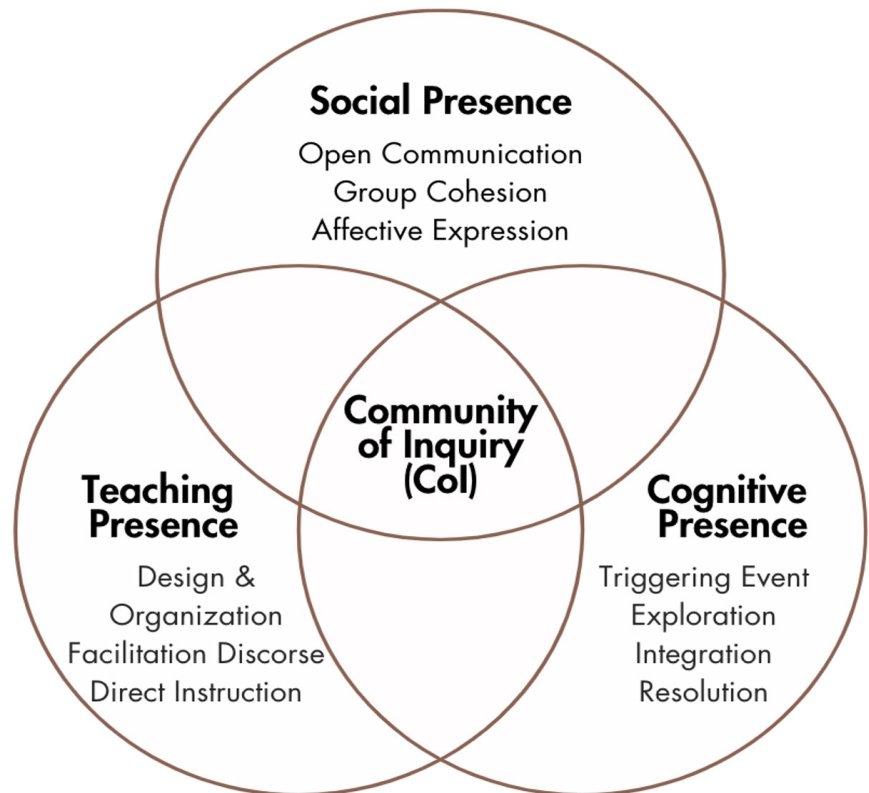 Social Presence
Open Communication
Group Cohesion
Affective Expression
Community
of Inquiry
(CoI)
Teaching
Presence
Design &
Organization
Facilitation Discorse
Direct Instruction
Cognitive
Presence
Triggering Event
Exploration
Integration
Resolution